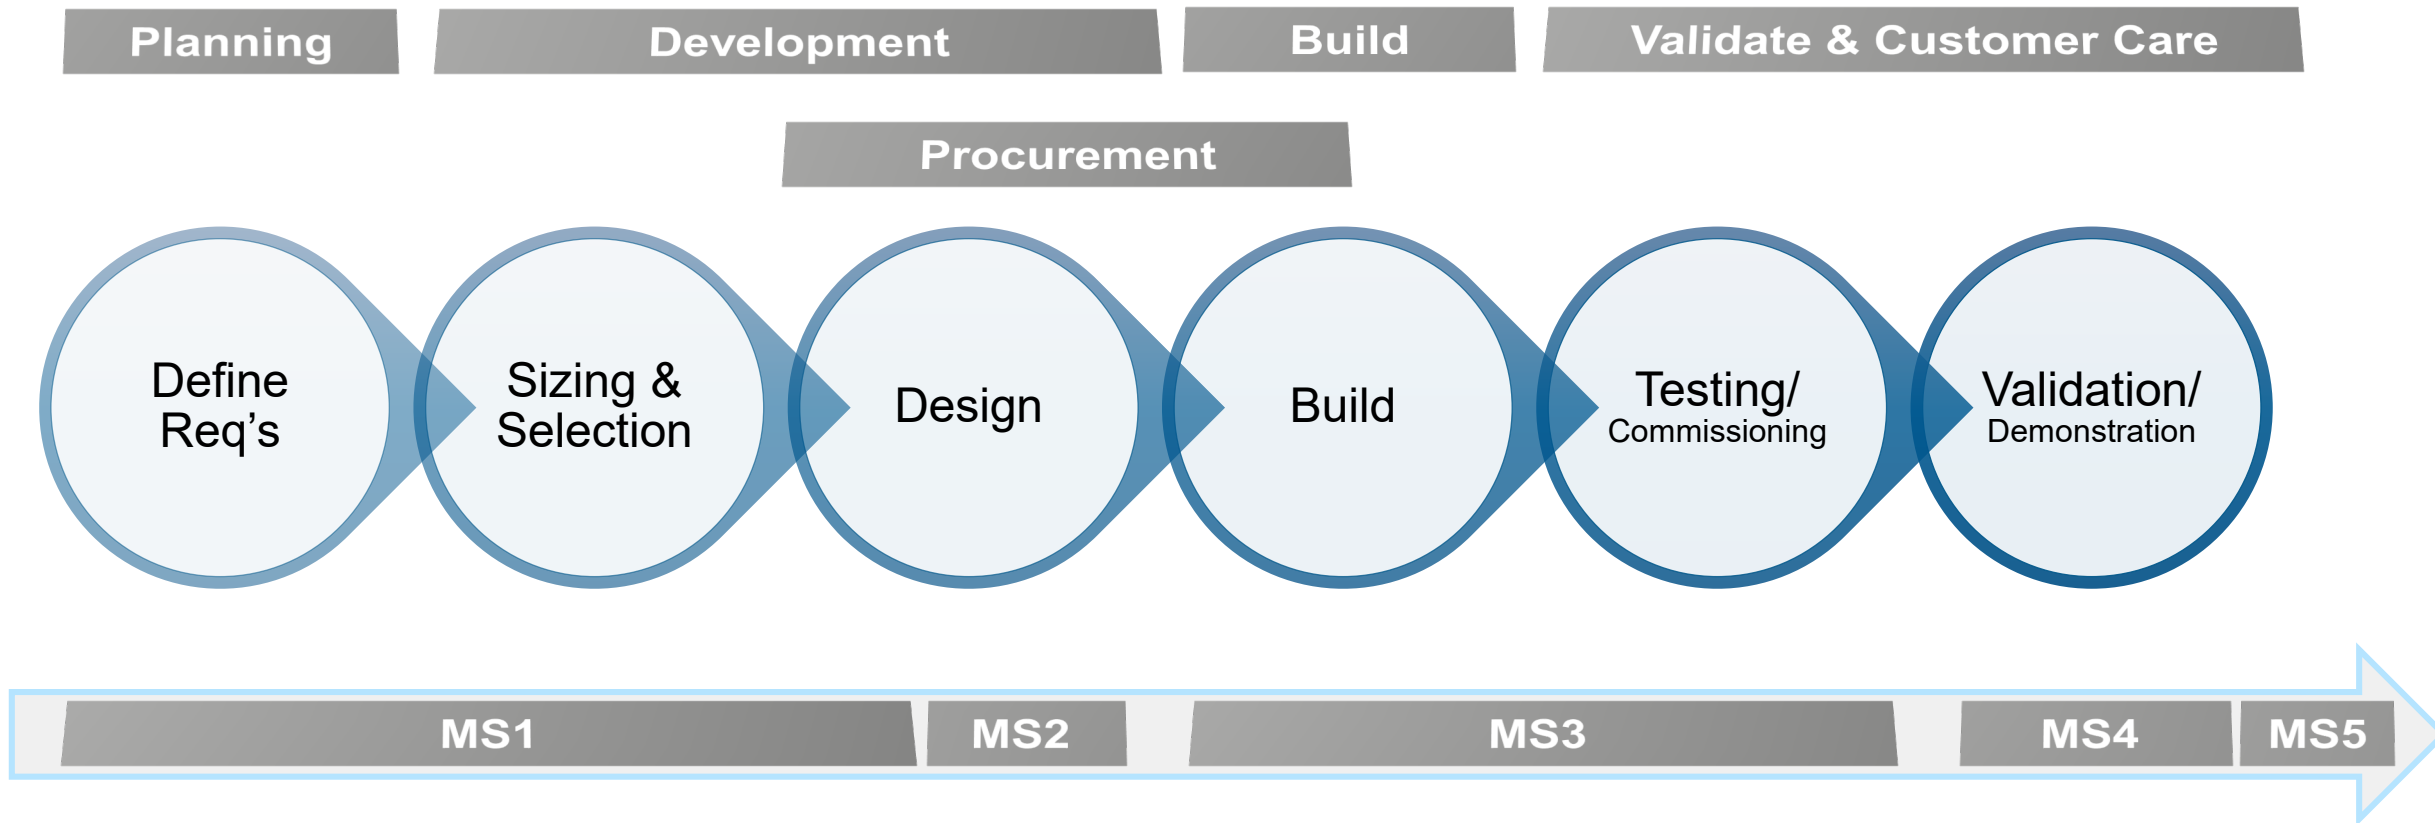 Planning
Development
Build
Validate & Customer Care
Procurement
Define
Req’s
Sizing &
Selection
Design
Build
Testing/
Commissioning
Validation/
Demonstration
MS1
MS2
MS3
MS4
MS5